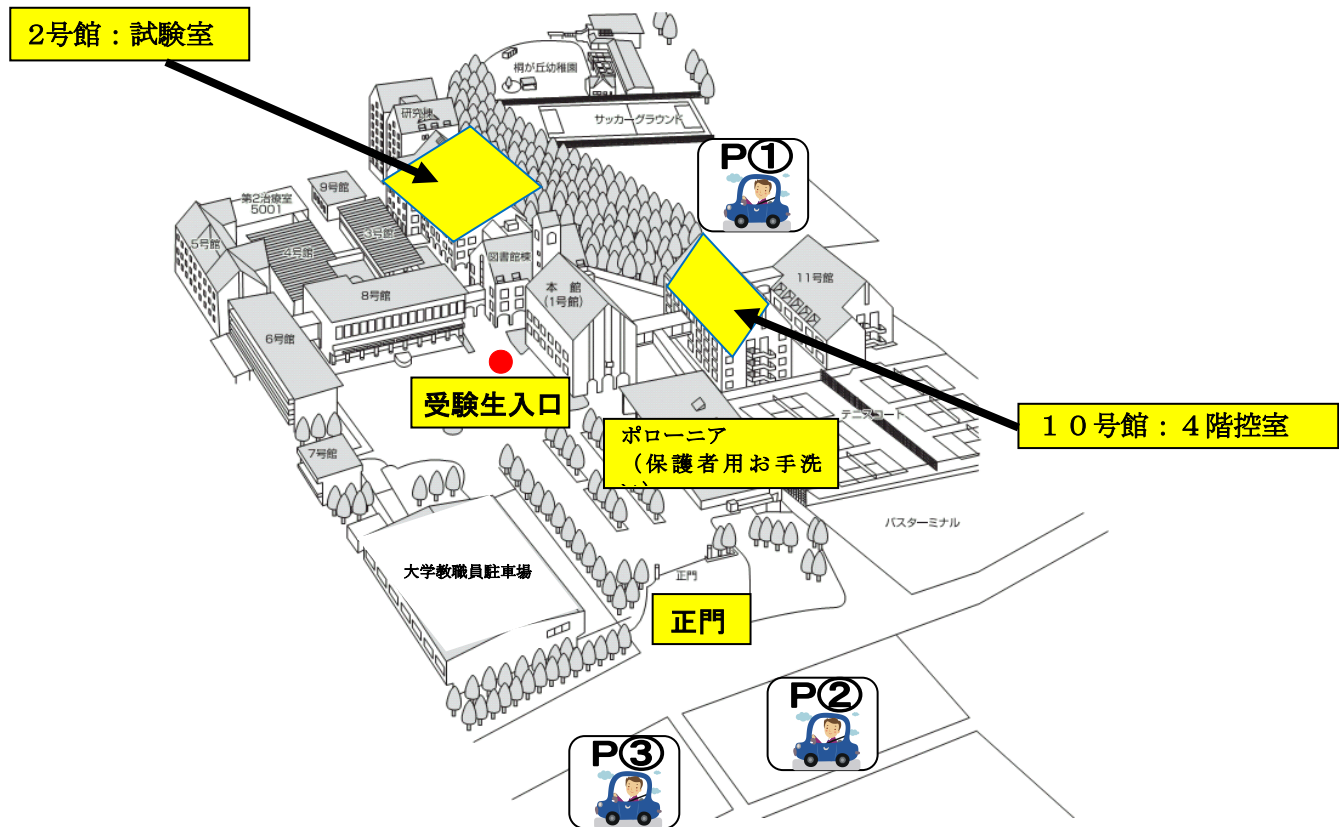 2号館：試験室
桐が丘幼稚園
研究棟
サッカーグラウンド
P①
9号館
第2治療室
5001
3号館
5号館
4号館
図書館棟
11号館
8号館
本 館
(1号館)
6号館
受験生入口
テニスコート
１０号館：４階控室
ポローニア
（保護者用お手洗
7号館
バスターミナル
大学教職員駐車場
正門
正門
P②
P③